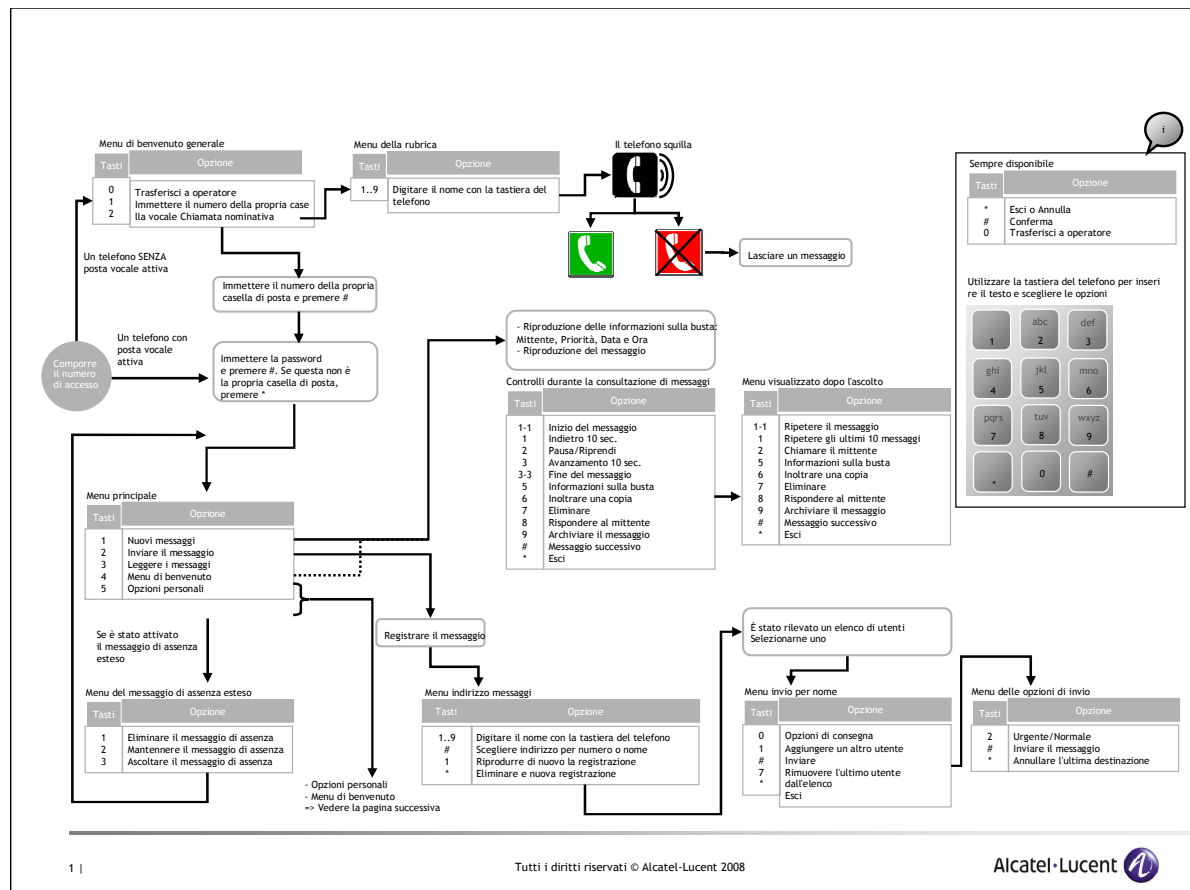 Menu di benvenuto generale
Tasti Opzione
0 Trasferisci a operatore
1 Immettere il numero della propria case
2 lla vocale Chiamata nominativa
Menu della rubrica
Tasti Opzione
1..9 Digitare il nome con la tastiera del
telefono
Il telefono squilla
Lasciare un messaggio
i
Sempre disponibile
Tasti Opzione
* Esci o Annulla
# Conferma
0 Trasferisci a operatore
Utilizzare la tastiera del telefono per inseri
re il testo e scegliere le opzioni
abc def
1 2 3
ghi jkl mno
4 5 6
pqrs tuv wxyz
7 8 9
* 0 #
Un telefono SENZA
posta vocale attiva
Immettere il numero della propria
casella di posta e premere #
Un telefono con
posta vocale
attiva
Comporre
il numero
di accesso
Immettere la password
e premere #. Se questa non è
la propria casella di posta,
premere *
- Riproduzione delle informazioni sulla busta:
Mittente, Priorità, Data e Ora
- Riproduzione del messaggio
Controlli durante la consultazione di messaggi
Tasti Opzione
1-1 Inizio del messaggio
1 Indietro 10 sec.
2 Pausa/Riprendi
3 Avanzamento 10 sec.
3-3 Fine del messaggio
5 Informazioni sulla busta
6 Inoltrare una copia
7 Eliminare
8 Rispondere al mittente
9 Archiviare il messaggio
# Messaggio successivo
* Esci
Menu visualizzato dopo l'ascolto
Tasti Opzione
1-1 Ripetere il messaggio
1 Ripetere gli ultimi 10 messaggi
2 Chiamare il mittente
5 Informazioni sulla busta
6 Inoltrare una copia
7 Eliminare
8 Rispondere al mittente
9 Archiviare il messaggio
# Messaggio successivo
* Esci
Menu principale
Tasti Opzione
1 Nuovi messaggi
2 Inviare il messaggio
3 Leggere i messaggi
4 Menu di benvenuto
5 Opzioni personali
Se è stato attivato
il messaggio di assenza
esteso
Registrare il messaggio
È stato rilevato un elenco di utenti
Selezionarne uno
Menu del messaggio di assenza esteso
Tasti Opzione
1 Eliminare il messaggio di assenza
2 Mantennere il messaggio di assenza
3 Ascoltare il messaggio di assenza
- Opzioni personali
- Menu di benvenuto
=> Vedere la pagina successiva
Menu indirizzo messaggi
Tasti Opzione
1..9 Digitare il nome con la tastiera del telefono
# Scegliere indirizzo per numero o nome
1 Riprodurre di nuovo la registrazione
* Eliminare e nuova registrazione
Menu invio per nome
Tasti Opzione
0 Opzioni di consegna
1 Aggiungere un altro utente
# Inviare
7 Rimuovere l'ultimo utente
* dall'elenco
Esci
Menu delle opzioni di invio
Tasti Opzione
2 Urgente/Normale
# Inviare il messaggio
* Annullare l'ultima destinazione
1 |
Tutti i diritti riservati © Alcatel-Lucent 2008
Alcatel·Lucent